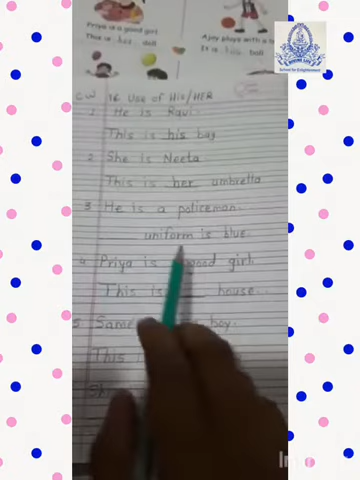 Priya is a good girl
This is her doll
Ajay plays with a
It is his ball
CW 16 Use of His/HER
1 He is Ravi.
This is his bag
2 She is Neeta
This is her umbrella
3 He is a policeman.
uniform is blue.
4 Priya is good girl.
This is house.
5 boy.
This